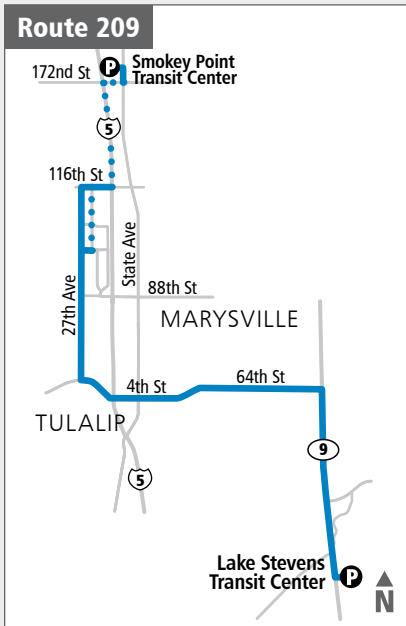 Route 209
Smokey Point
Transit Center
P
172nd St
5
116th St
State Ave
27th Ave
88th St
MARYSVILLE
64th St
4th St
TULALIP
9
5
Lake Stevens
Transit Center
P
N